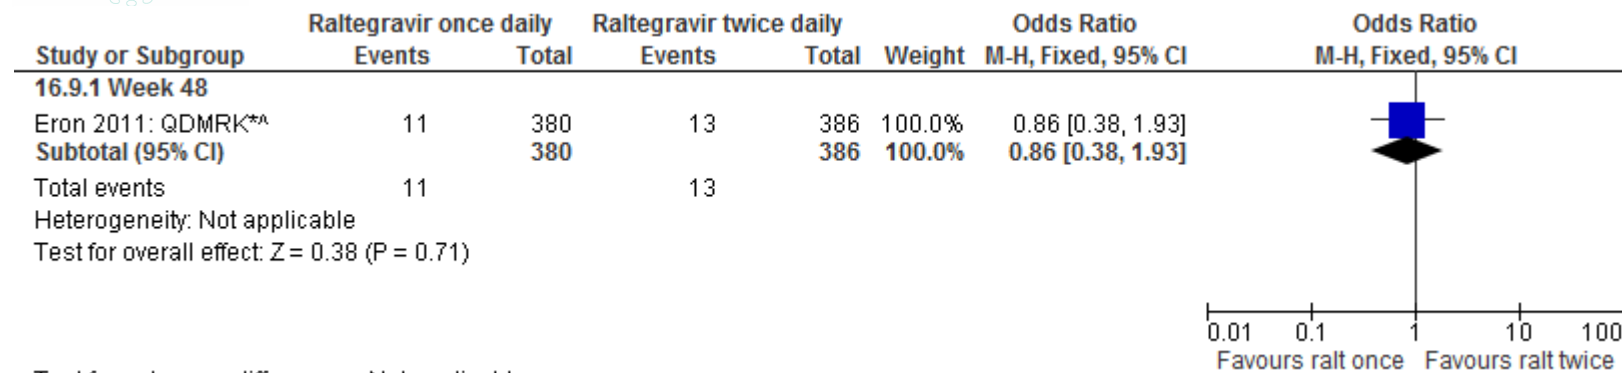 Raltegravir once daily Raltegravir twice daily Odds Ratio Odds Ratio
Study or Subgroup Events Total Events Total Weight M-H, Fixed, 95% CI M-H, Fixed, 95% CI
16.9.1 Week 48
Eron 2011: QDMRK*^ 11 380 13 386 100.0% 0.86 [0.38, 1.93]
Subtotal (95% CI) 380 386 100.0% 0.86 [0.38, 1.93]
Total events 11 13
Heterogeneity: Not applicable
Test for overall effect: Z = 0.38 (P = 0.71)
0.01 0.1 1 10 100
Favours ralt once Favours ralt twice